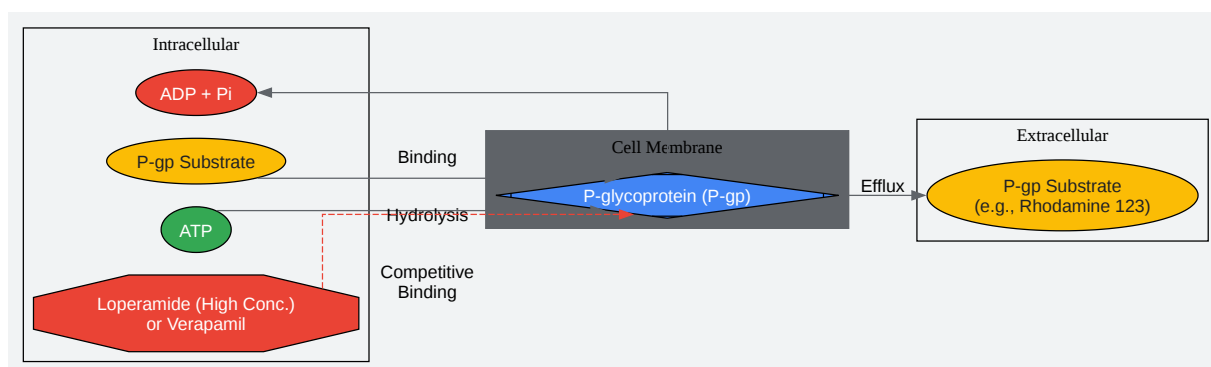 Intracellular
ADP + Pi
P-gp Substrate
ATP
Loperamide (High Conc.)
or Verapamil
Binding
Hydrolysis
Competitive
Binding
Cell Membrane
P-glycoprotein (P-gp)
Efflux
Extracellular
P-gp Substrate
(e.g., Rhodamine 123)